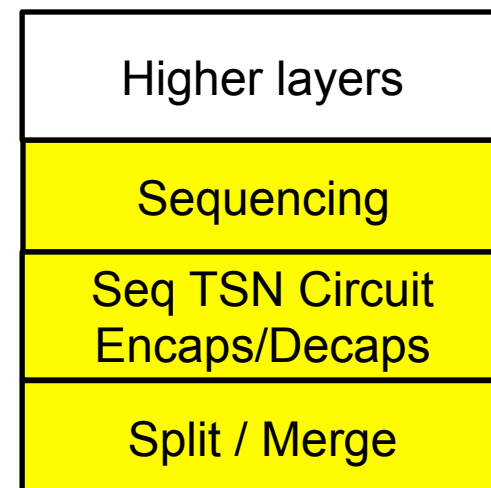 Higher layers
Sequencing
Seq TSN Circuit
Encaps/Decaps
Split / Merge